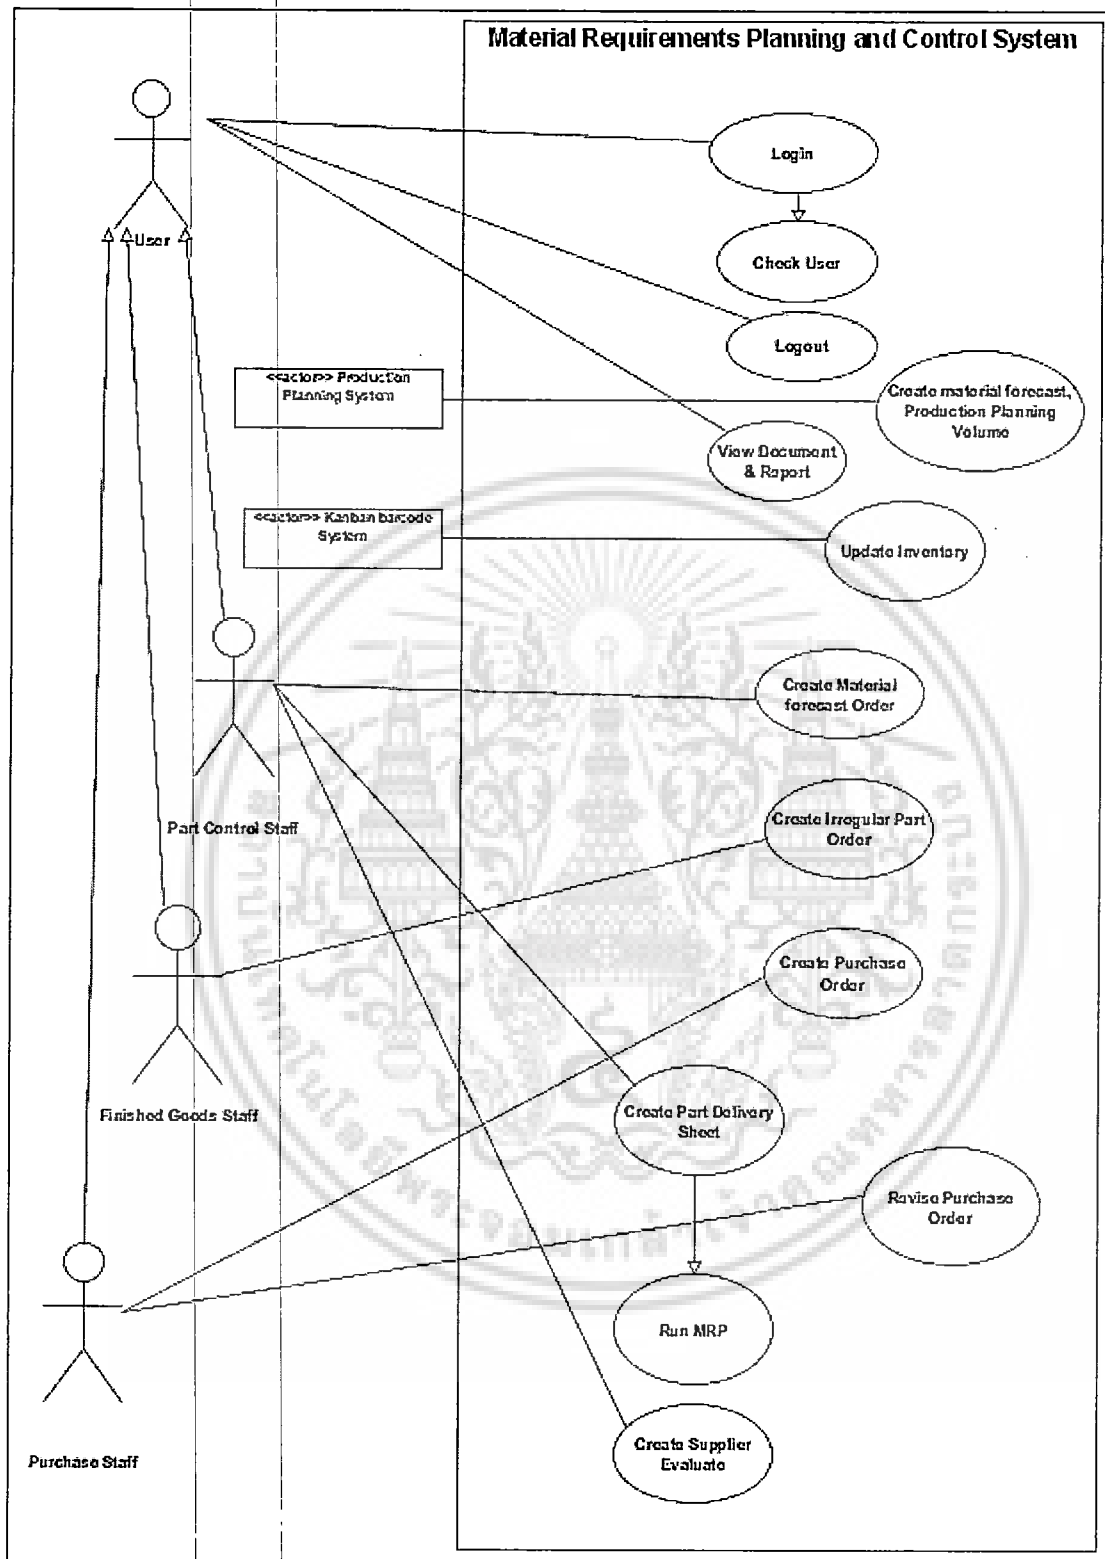 Material Requirements Planning and Control System
Login
Check User
User
Logout
<<actor>> Production
Planning System
Create material forecast,
Production Planning
Volume
View Document
& Report
<<actor>> Kanban barcode
System
Update Inventory
Create Material
forecast Order
Part Control Staff
Create Irregular Part
Order
Create Purchase
Order
Finished Goods Staff
Create Part Delivery
Sheet
Revise Purchase
Order
Run MRP
Create Supplier
Evaluate
Purchase Staff